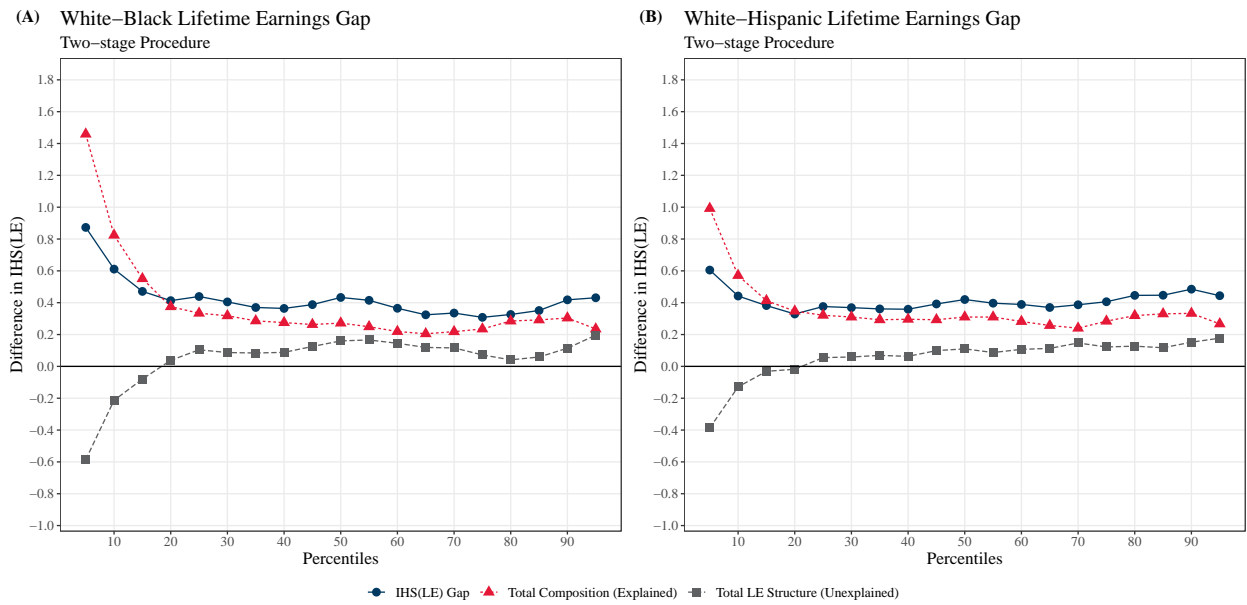 (A) White−Black Lifetime Earnings Gap
Two−stage Procedure
1.8
1.6
1.4
1.2
1.0
0.8
0.6
0.4
0.2
0.0
−0.2
−0.4
−0.6
−0.8
−1.0
Difference in IHS(LE)
10 20 30 40 50 60 70 80 90
Percentiles
(B) White−Hispanic Lifetime Earnings Gap
Two−stage Procedure
1.8
1.6
1.4
1.2
1.0
0.8
0.6
0.4
0.2
0.0
−0.2
−0.4
−0.6
−0.8
−1.0
Difference in IHS(LE)
10 20 30 40 50 60 70 80 90
Percentiles
IHS(LE) Gap Total Composition (Explained) Total LE Structure (Unexplained)